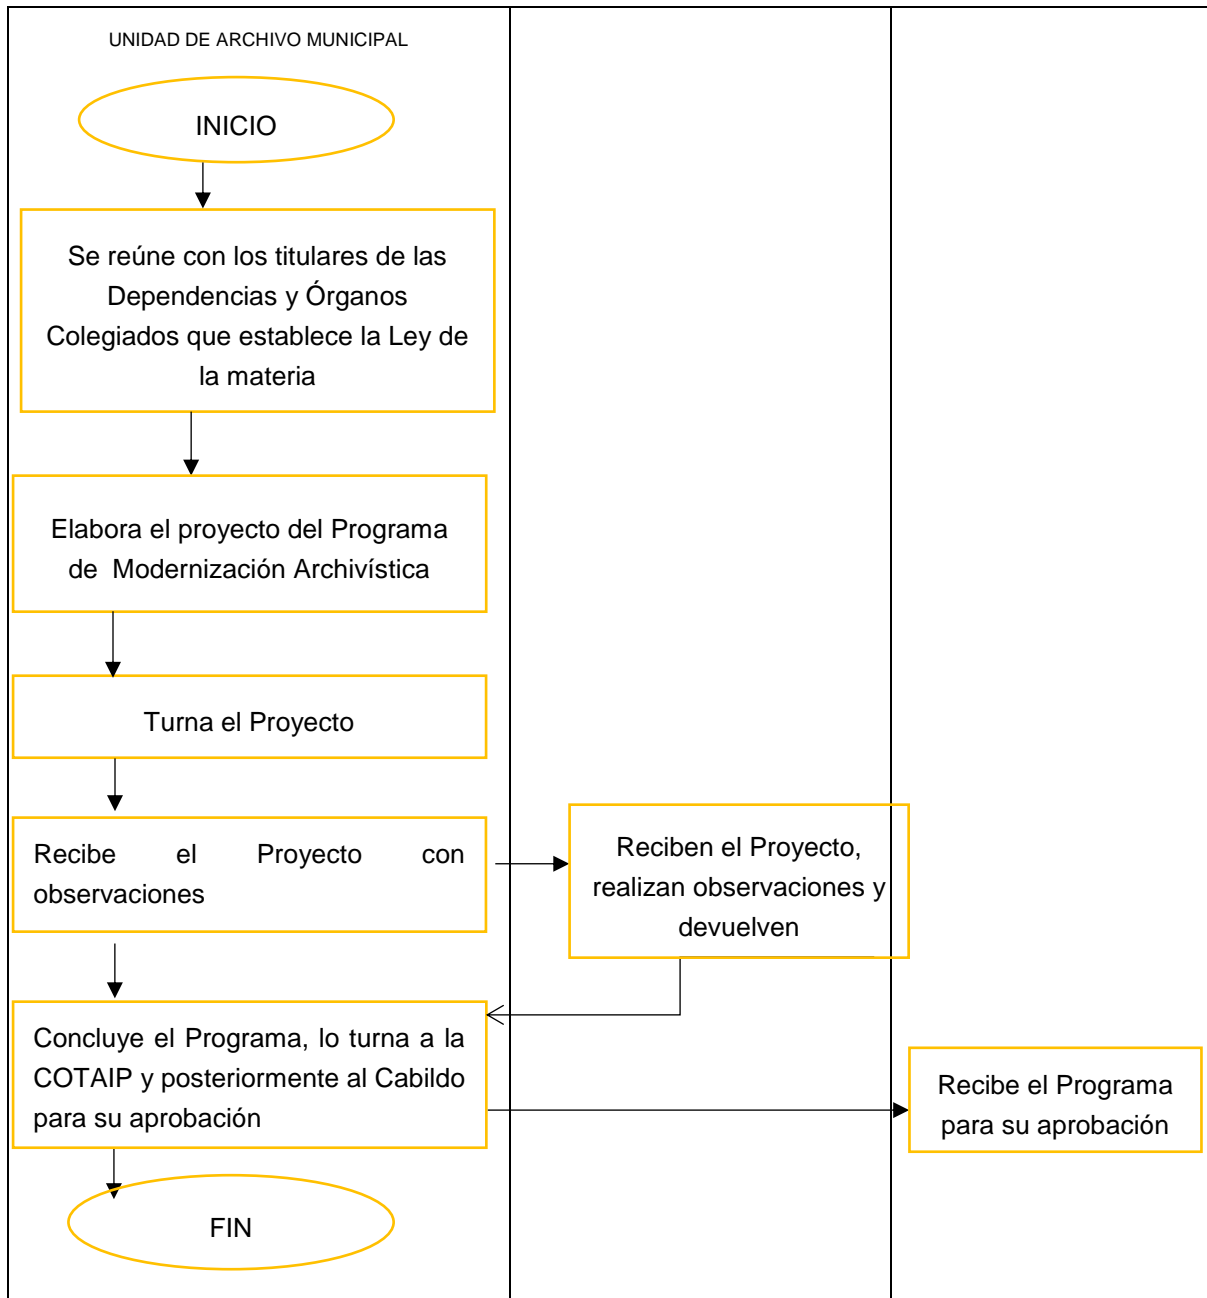 UNIDAD DE ARCHIVO MUNICIPAL
INICIO
Se reúne con los titulares de las
Dependencias y Órganos
Colegiados que establece la Ley de
la materia
Elabora el proyecto del Programa
de Modernización Archivística
Turna el Proyecto
Recibe el Proyecto con
observaciones
Reciben el Proyecto,
realizan observaciones y
devuelven
Concluye el Programa, lo turna a la
COTAIP y posteriormente al Cabildo
para su aprobación
Recibe el Programa
para su aprobación
FIN